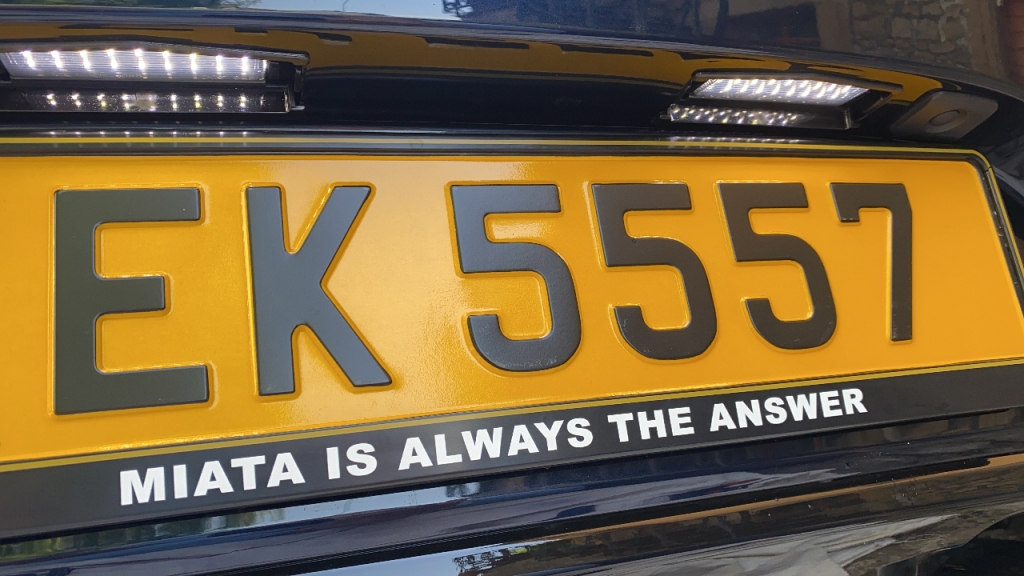 EK 5557
MIATA IS ALWAYS THE ANSWER